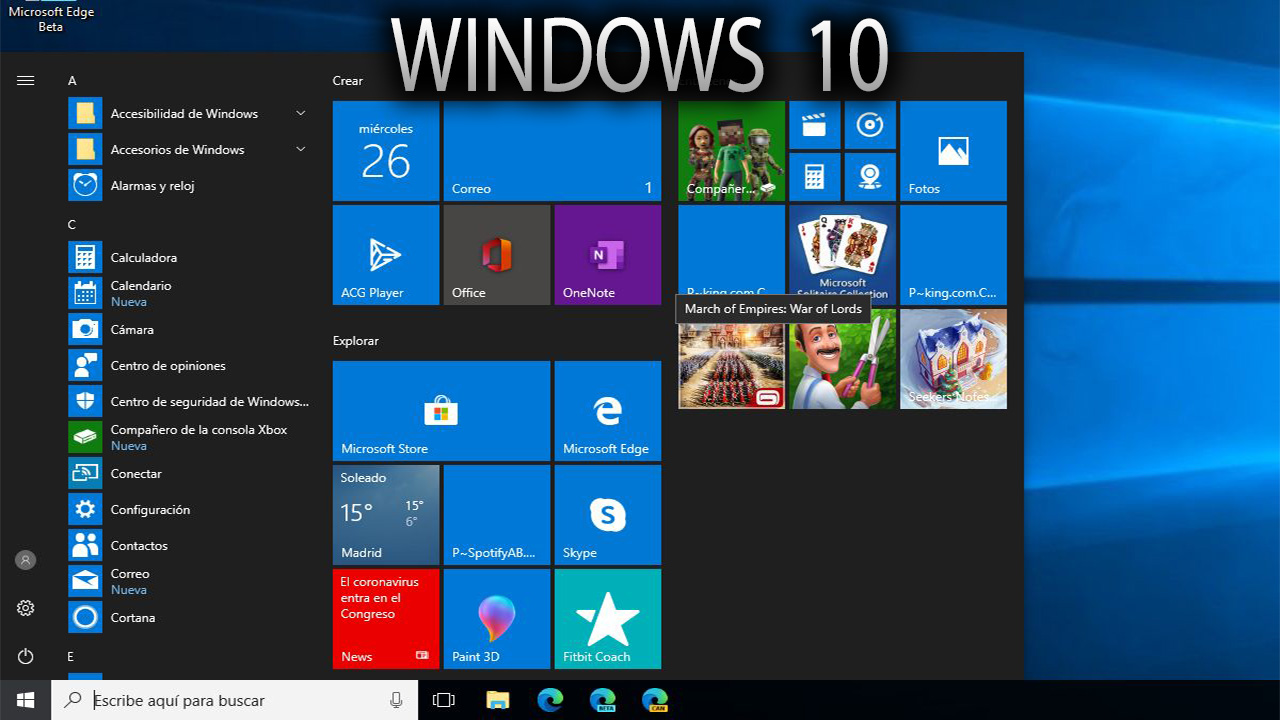 Microsoft Edge
Beta
WINDOWS 10
A
Accesibilidad de Windows
Accesorios de Windows
Alarmas y reloj
C
Calculadora
Calendario
Nueva
Cámara
Centro de opiniones
Centro de seguridad de Windows...
Compañero de la consola Xbox
Nueva
Conectar
Configuración
Contactos
Correo
Nueva
Cortana
E
Crear
miércoles
26
Correo
1
ACG Player
Office
N
OneNote
Explorar
Microsoft Store
Microsoft Edge
Soleado
15°
15°
6°
Madrid
P~SpotifyAB....
S
Skype
El coronavirus
entra en el
Congreso
News
Paint 3D
Fitbit Coach
Compañer...
Fotos
P~king.com.C...
Microsoft
Solitaire Collection
P~king.com.C...
March of Empires: War of Lords
Seekers Notes...
Escribe aquí para buscar
BETA
CAN